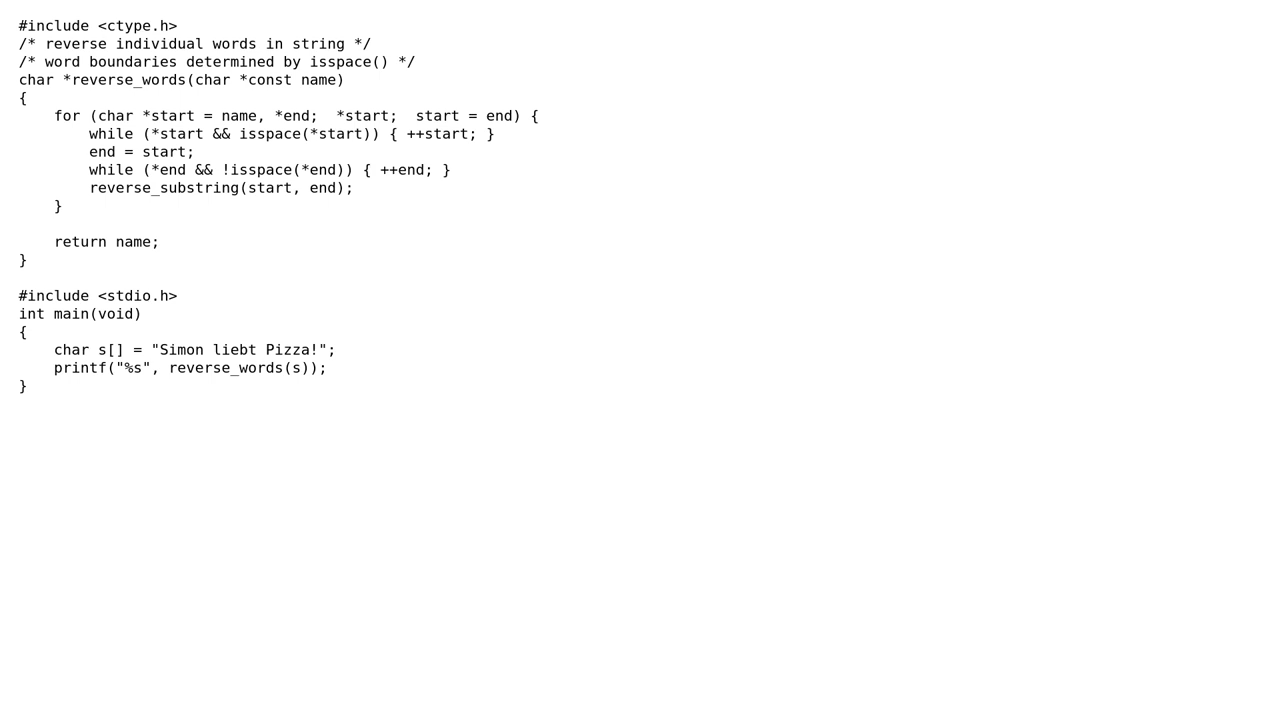 #include <ctype.h>
/* reverse individual words in string */
/* word boundaries determined by isspace() */
char *reverse_words(char *const name)
{
    for (char *start = name, *end;  *start;  start = end) {
        while (*start && isspace(*start)) { ++start; }
        end = start;
        while (*end && !isspace(*end)) { ++end; }
        reverse_substring(start, end);
    }

    return name;
}

#include <stdio.h>
int main(void)
{
    char s[] = "Simon liebt Pizza!";
    printf("%s", reverse_words(s));
}